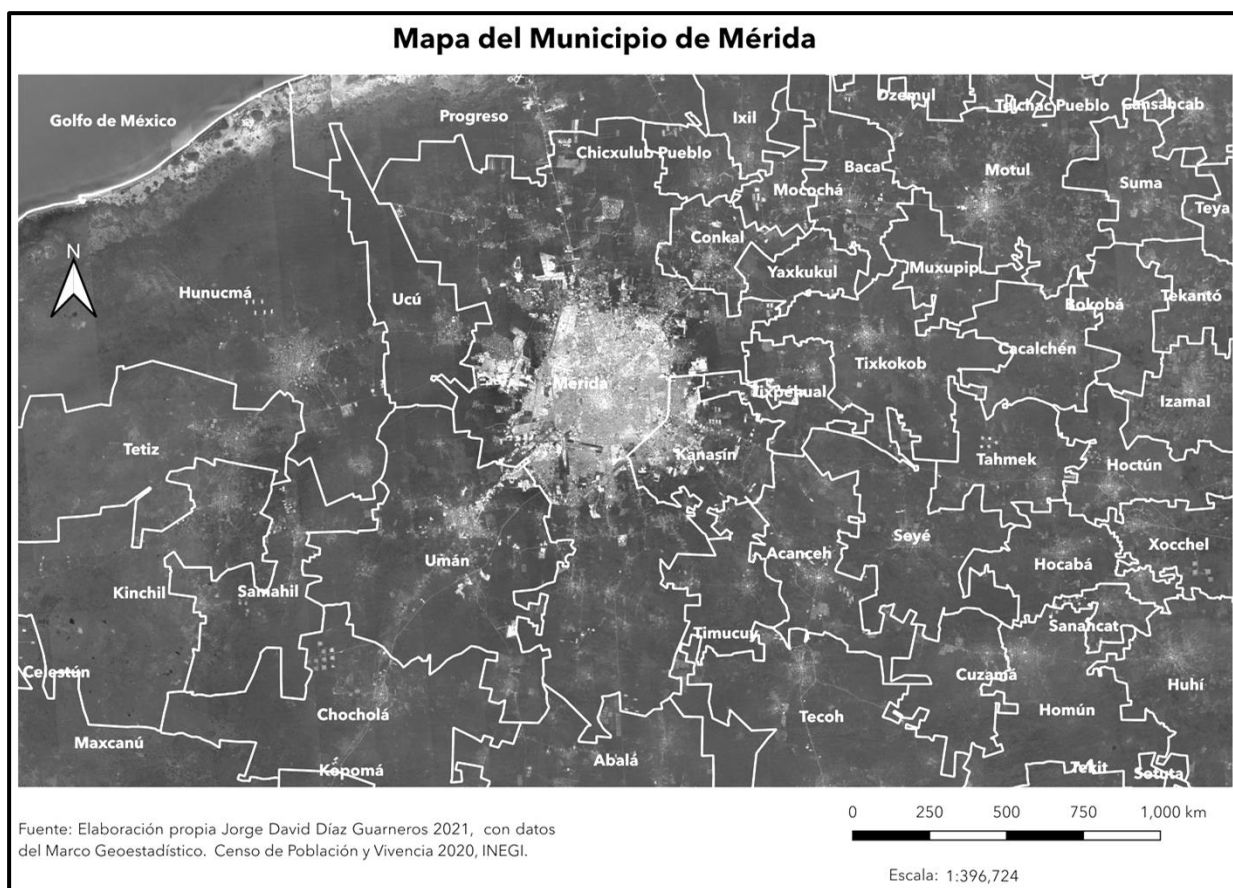 Mapa del Municipio de Mérida
Golfo de México
Progreso
Ixil
Dzemul
Telchac Pueblo
Cansahcab
Chicxulub Pueblo
Baca
Motul
Suma
Mocochá
Teya
Conkal
Yaxkukul
Muxupip
N
Hunucmá
Ucú
Bokobá
Tekantó
Cacalchén
Tixkokob
Mérida
Tixpéhual
Izamal
Tetiz
Kanasín
Tahmek
Hoctún
Umán
Acanceh
Seyé
Xocchel
Hocabá
Kinchil
Samahil
Timucuy
Sanahcat
Celestún
Cuzamá
Huhí
Chocholá
Tecoh
Homún
Maxcanú
Kopomá
Abalá
Tekit
Sotuta
0 250 500 750 1,000 km
Fuente: Elaboración propia Jorge David Díaz Guarneros 2021, con datos
del Marco Geoestadístico. Censo de Población y Vivencia 2020, INEGI.
Escala: 1:396,724